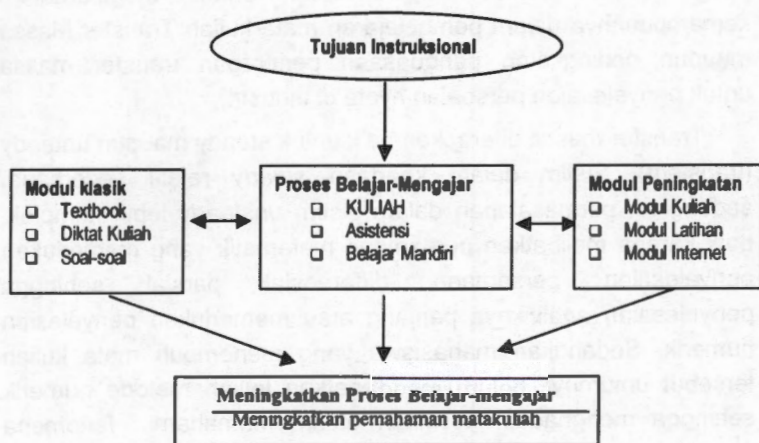 Tujuan Instruksional
Modul klasik
Textbook
Diktat Kuliah
Soal-soal
Proses Belajar-Mengajar
KULIAH
Asistensi
Belajar Mandiri
Modul Peningkatan
Modul Kuliah
Modul Latihan
Modul Internet
Meningkatkan Proses Belajar-mengajar
Meningkatkan pemahaman matakuliah